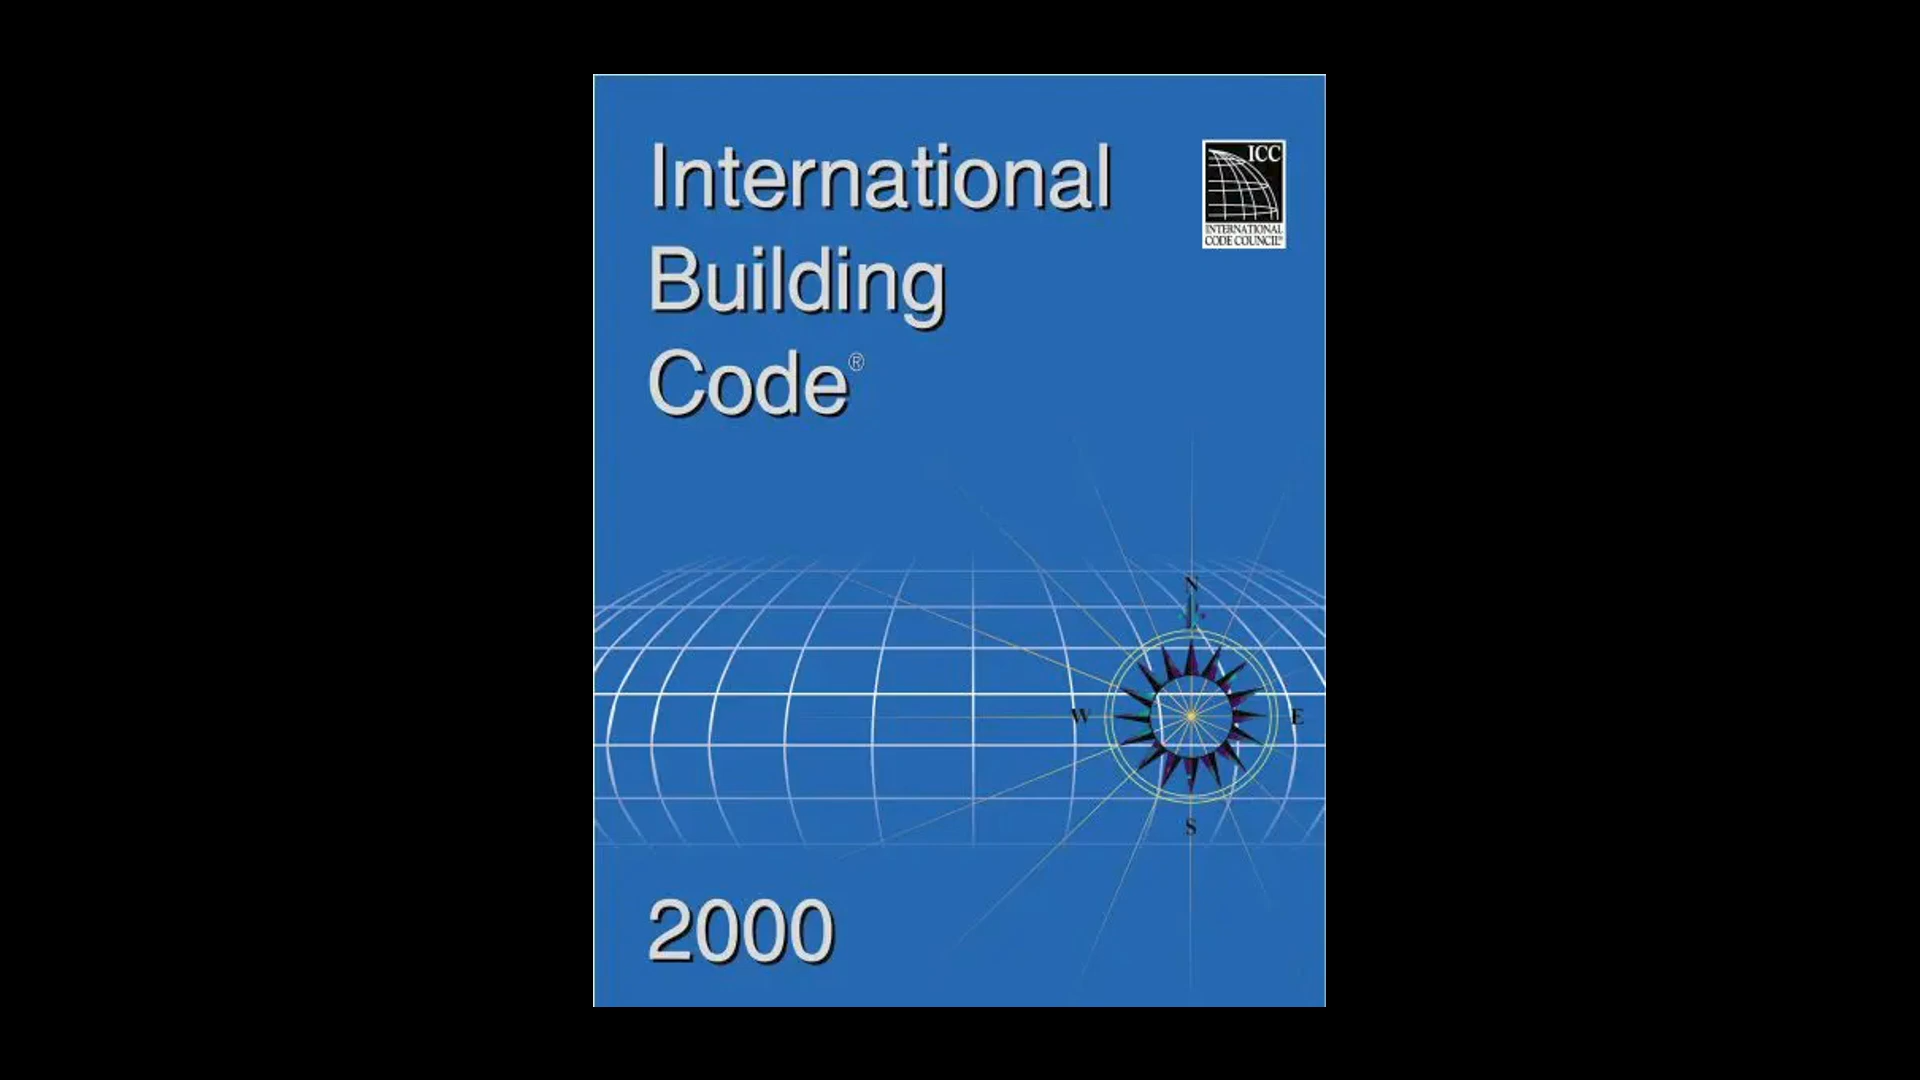 International
Building
Code®
ICC
INTERNATIONAL
CODE COUNCIL®
N
W
E
S
2000